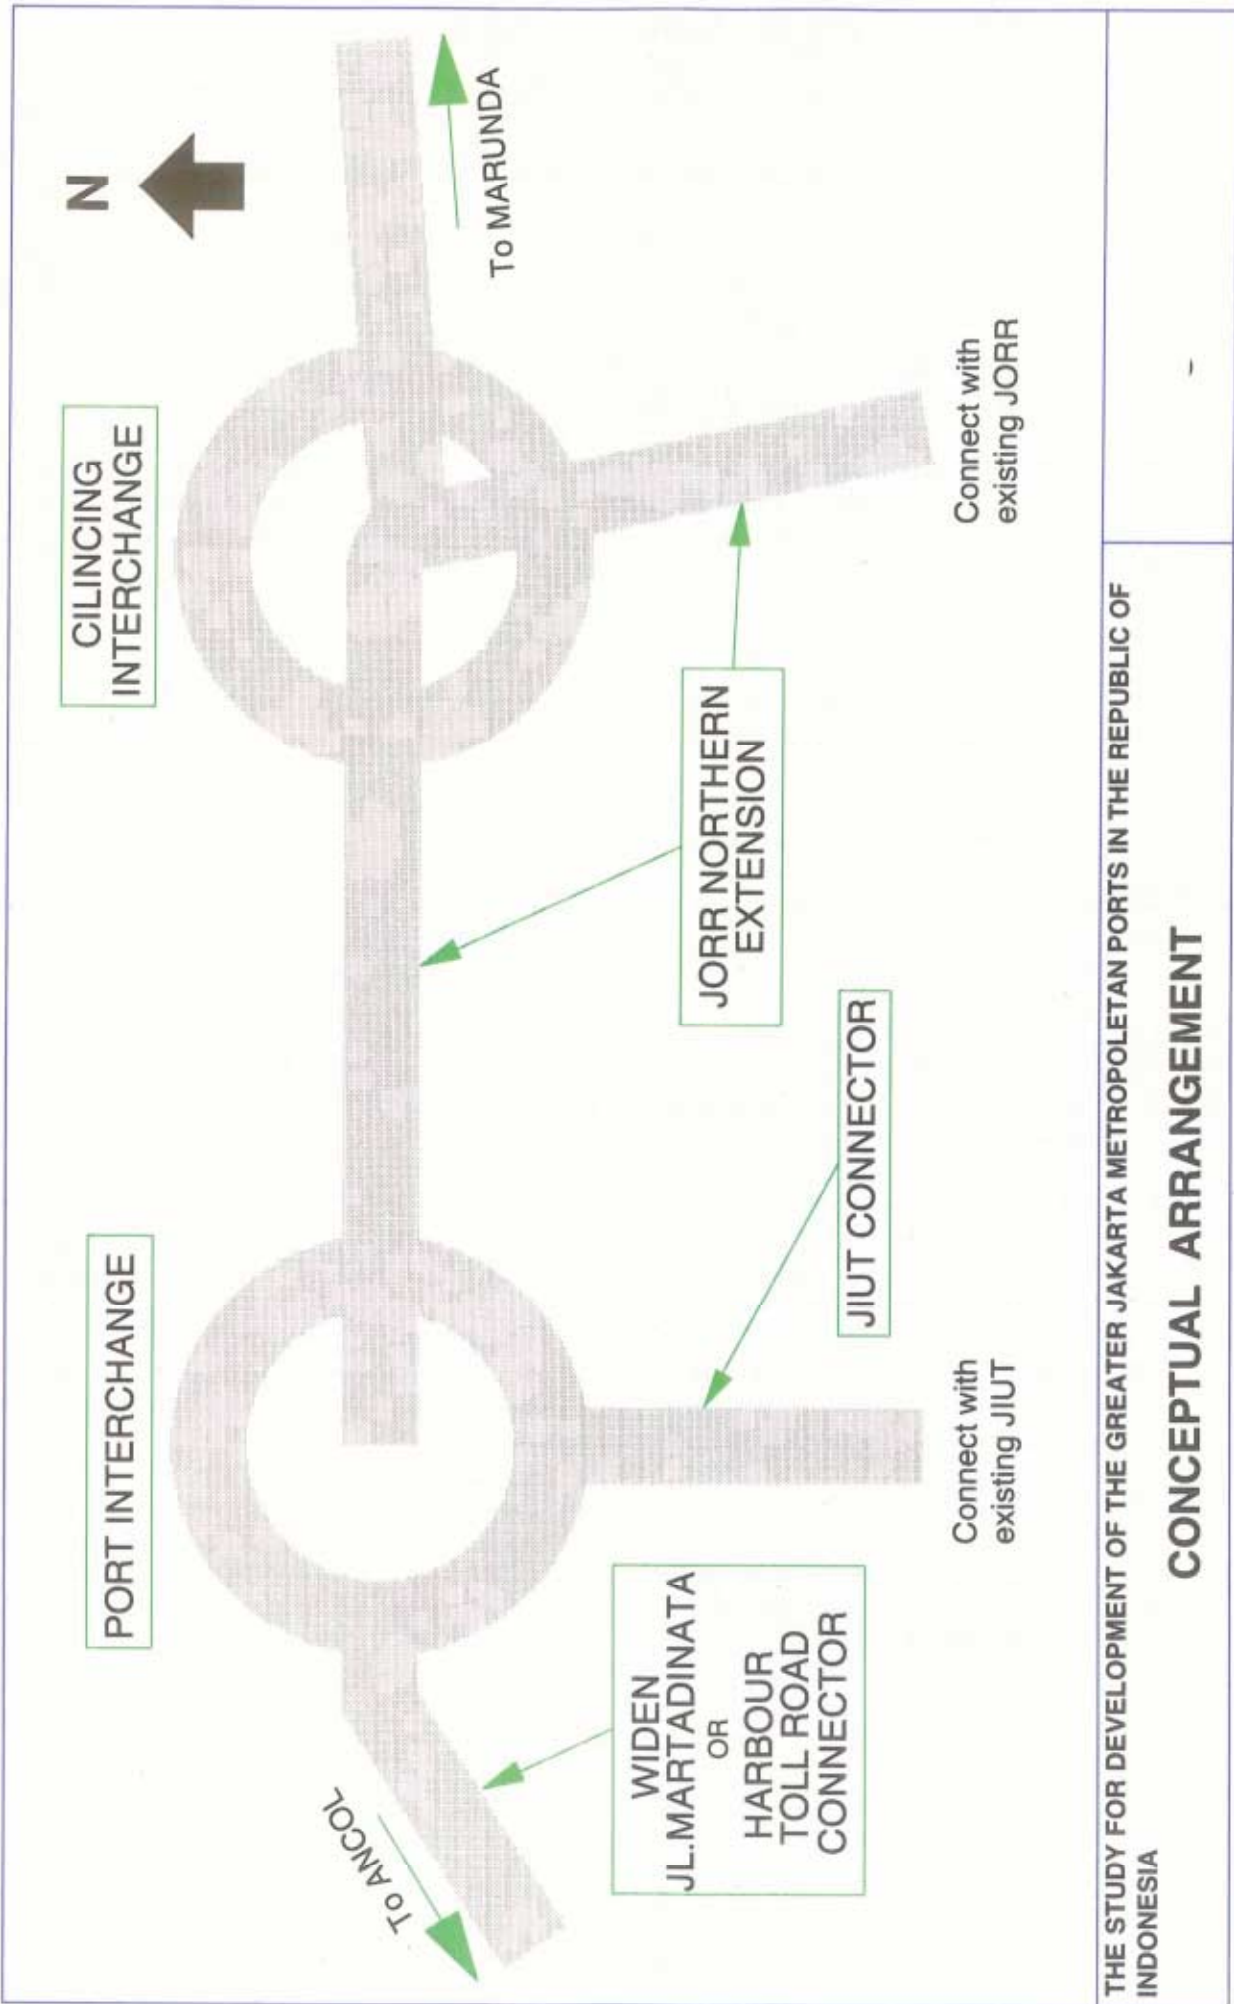 N
CILINCING
INTERCHANGE
PORT INTERCHANGE
To MARUNDA
To ANCOL
JORR NORTHERN
EXTENSION
JIUT CONNECTOR
WIDEN
JL.MARTADINATA
OR
HARBOUR
TOLL ROAD
CONNECTOR
Connect with
existing JIUT
Connect with
existing JORR
THE STUDY FOR DEVELOPMENT OF THE GREATER JAKARTA METROPOLETAN PORTS IN THE REPUBLIC OF
INDONESIA
CONCEPTUAL ARRANGEMENT